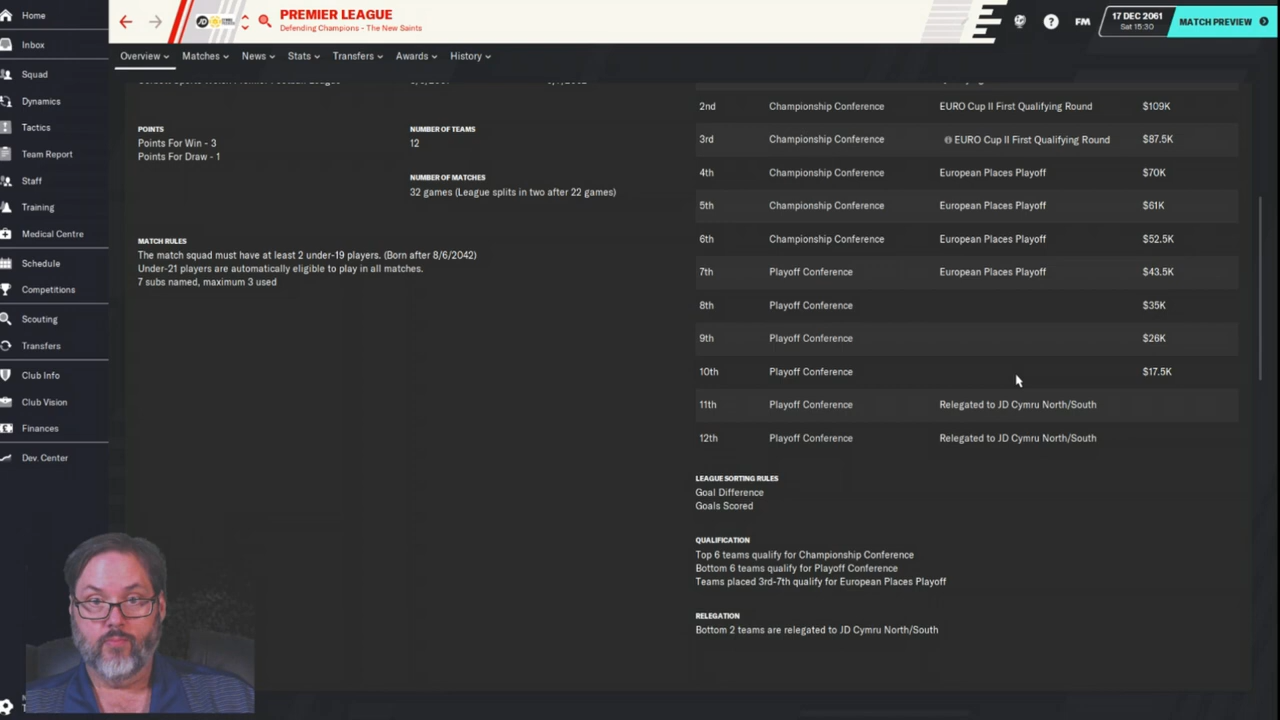 Home
Inbox
Squad
Dynamics
Tactics
Team Report
Staff
Training
Medical Centre
Schedule
Competitions
Scouting
Transfers
Club Info
Club Vision
Finances
Dev. Center
PREMIER LEAGUE
Defending Champions - The New Saints
FM
17 DEC 2061
Sat 15:30
MATCH PREVIEW
Overview
Matches
News
Stats
Transfers
Awards
History
POINTS
Points For Win - 3
Points For Draw - 1
NUMBER OF TEAMS
12
NUMBER OF MATCHES
32 games (League splits in two after 22 games)
MATCH RULES
The match squad must have at least 2 under-19 players. (Born after 8/6/2042)
Under-21 players are automatically eligible to play in all matches.
7 subs named, maximum 3 used
2nd Championship Conference EURO Cup II First Qualifying Round $109K
3rd Championship Conference EURO Cup II First Qualifying Round $87.5K
4th Championship Conference European Places Playoff $70K
5th Championship Conference European Places Playoff $61K
6th Championship Conference European Places Playoff $52.5K
7th Playoff Conference European Places Playoff $43.5K
8th Playoff Conference $35K
9th Playoff Conference $26K
10th Playoff Conference $17.5K
11th Playoff Conference Relegated to JD Cymru North/South
12th Playoff Conference Relegated to JD Cymru North/South
LEAGUE SORTING RULES
Goal Difference
Goals Scored
QUALIFICATION
Top 6 teams qualify for Championship Conference
Bottom 6 teams qualify for Playoff Conference
Teams placed 3rd-7th qualify for European Places Playoff
RELEGATION
Bottom 2 teams are relegated to JD Cymru North/South